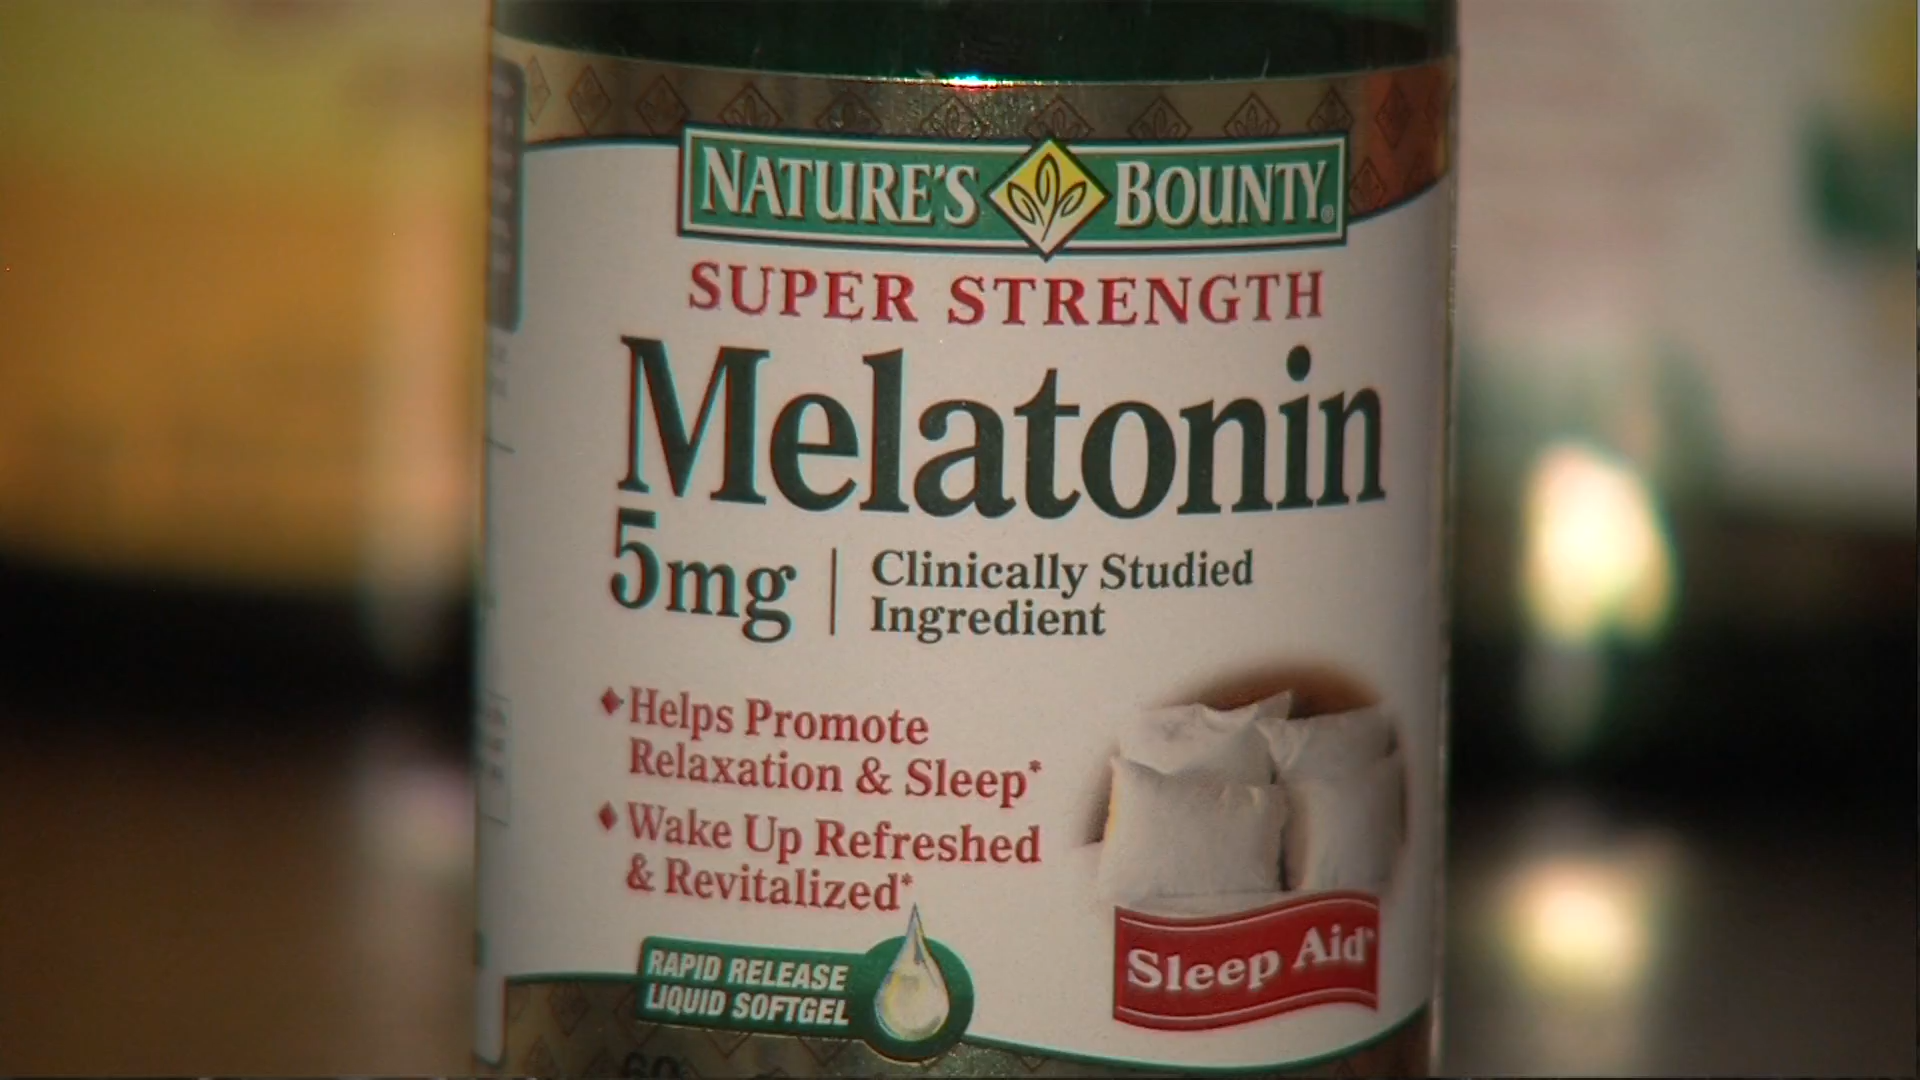 NATURE'S BOUNTY®
SUPER STRENGTH
Melatonin
5mg
Clinically Studied
Ingredient
Helps Promote
Relaxation & Sleep*
Wake Up Refreshed
& Revitalized*
RAPID RELEASE
LIQUID SOFTGEL
Sleep Aid*